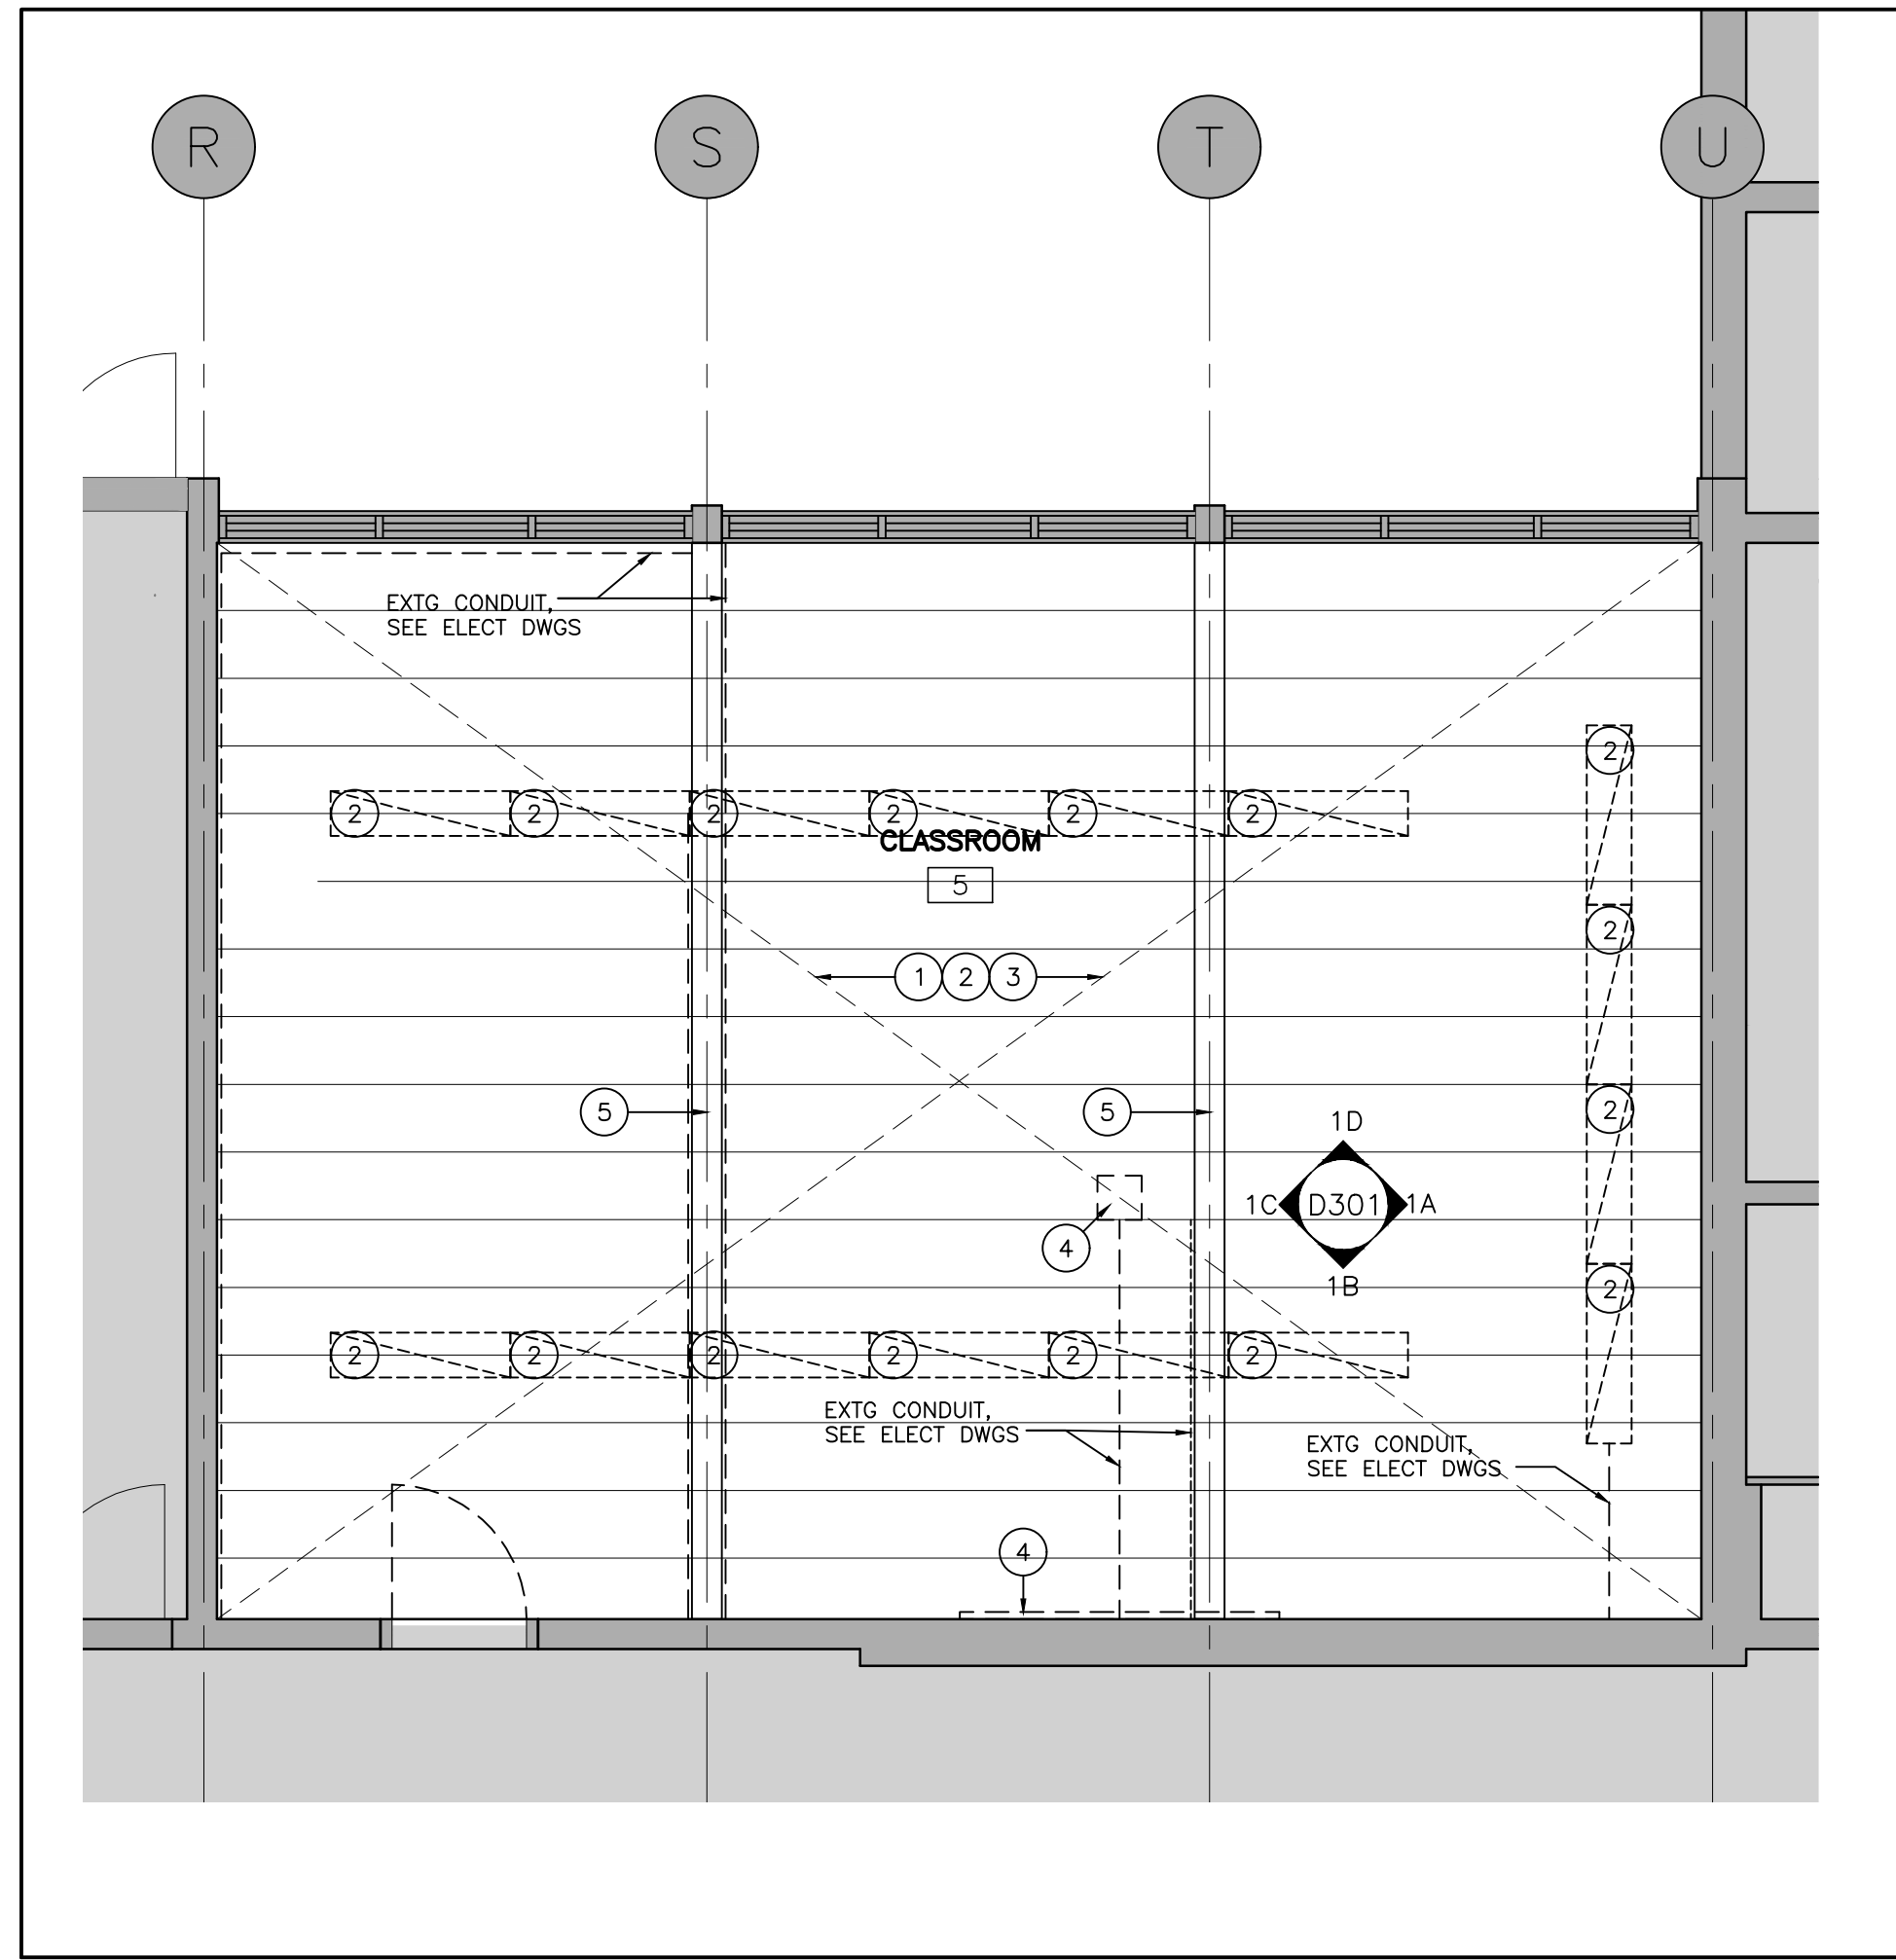 R S T U
EXTG CONDUIT,
SEE ELECT DWGS
2
2 2 2 2 2 2
CLASSROOM
5
2
1 2 3
5 5
2
1D
1C D301 1A
4
1B
2
2 2 2 2 2 2
EXTG CONDUIT,
SEE ELECT DWGS
EXTG CONDUIT,
SEE ELECT DWGS
4